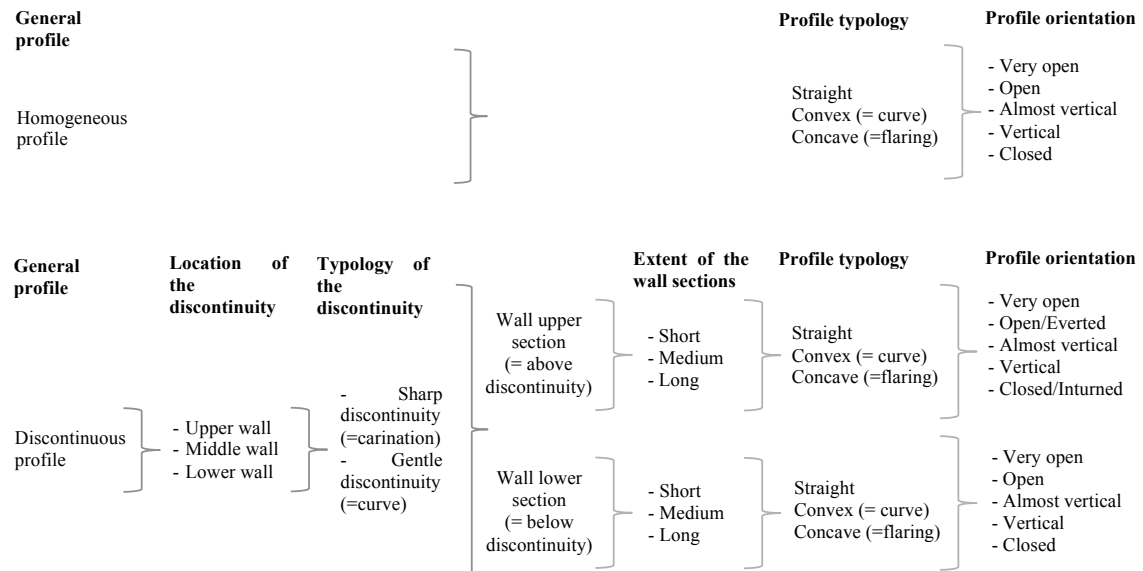 General
profile
Profile typology
Profile orientation
Homogeneous
profile
Straight
Convex (= curve)
Concave (=flaring)
- Very open
- Open
- Almost vertical
- Vertical
- Closed
General
profile
Location of
the
discontinuity
Typology of
the
discontinuity
Extent of the
wall sections
Profile typology
Profile orientation
Discontinuous
profile
- Upper wall
- Middle wall
- Lower wall
- Sharp
discontinuity
(=carination)
- Gentle
discontinuity
(=curve)
Wall upper
section
(= above
discontinuity)
- Short
- Medium
- Long
Straight
Convex (= curve)
Concave (=flaring)
- Very open
- Open/Everted
- Almost vertical
- Vertical
- Closed/Inturned
Wall lower
section
(= below
discontinuity)
- Short
- Medium
- Long
Straight
Convex (= curve)
Concave (=flaring)
- Very open
- Open
- Almost vertical
- Vertical
- Closed